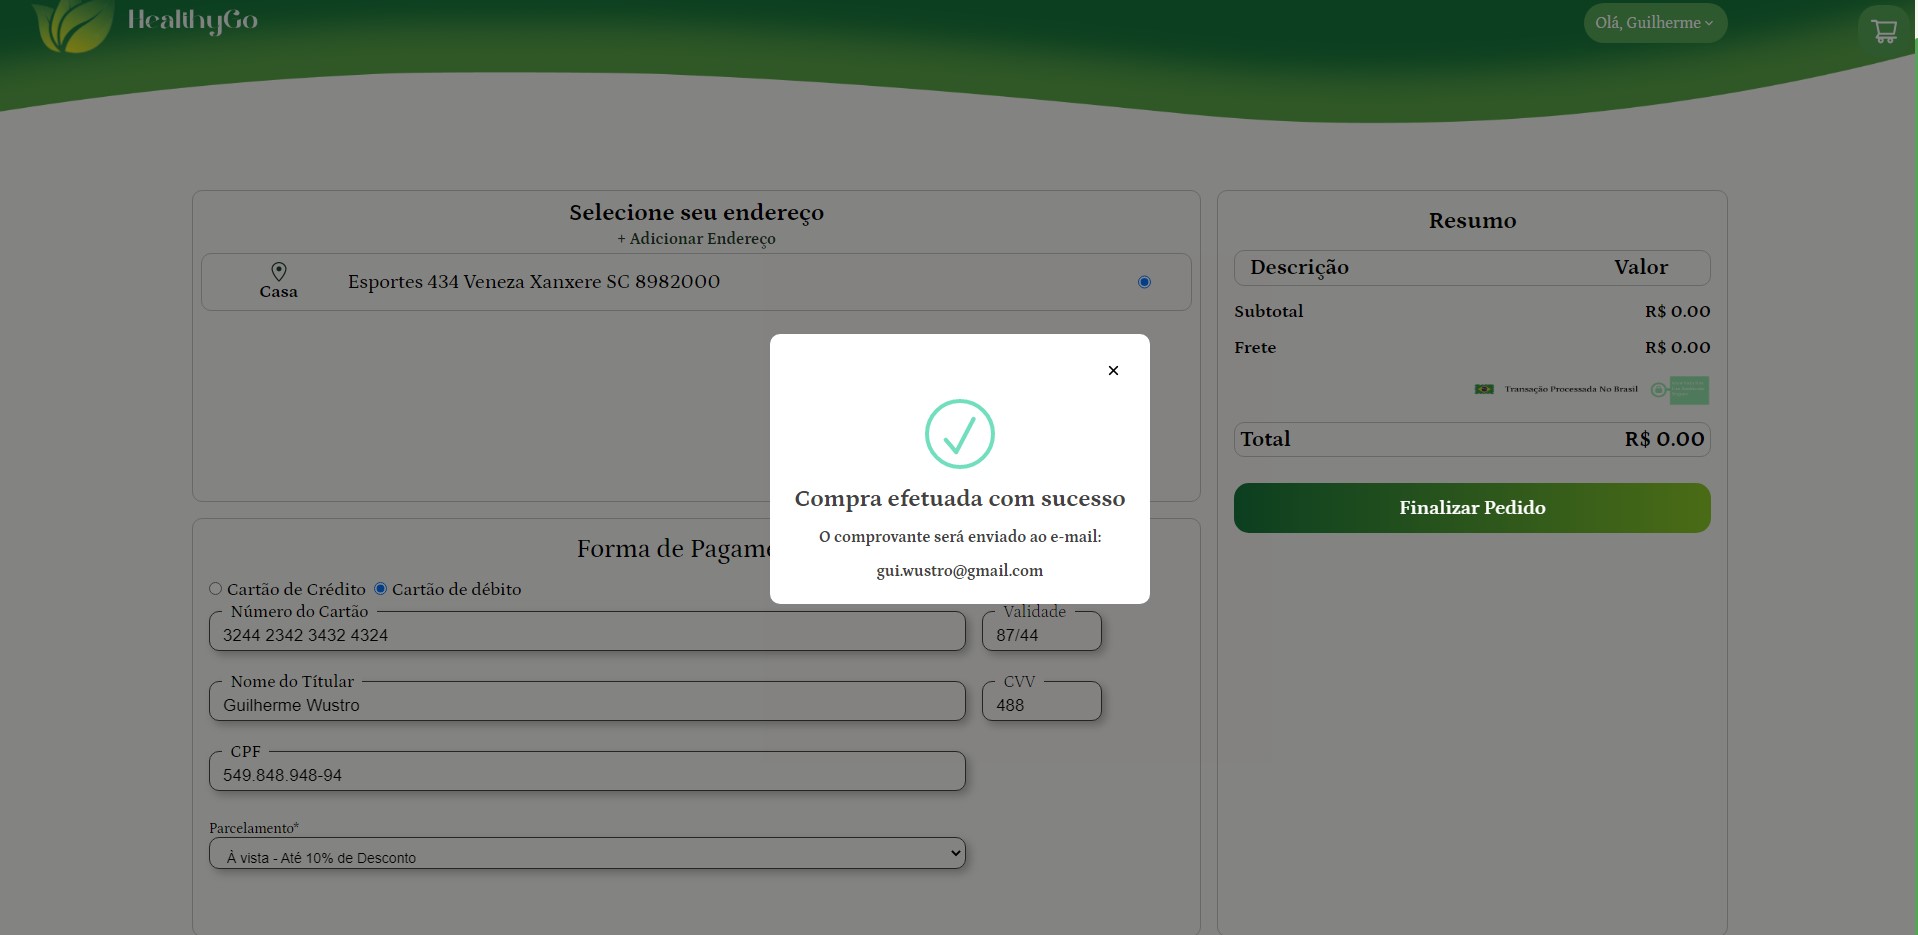 HealthyGo
Olá, Guilherme
Selecione seu endereço
+ Adicionar Endereço
Casa
Esportes 434 Veneza Xanxere SC 8982000
Resumo
Descrição Valor
Subtotal R$ 0.00
Frete R$ 0.00
Transação Processada No Brasil
Total R$ 0.00
Finalizar Pedido
×
Compra efetuada com sucesso
O comprovante será enviado ao e-mail:
gui.wustro@gmail.com
Forma de Pagame
Cartão de Crédito Cartão de débito
Número do Cartão
3244 2342 3432 4324
Validade
87/44
Nome do Títular
Guilherme Wustro
CVV
488
CPF
549.848.948-94
Parcelamento*
À vista - Até 10% de Desconto